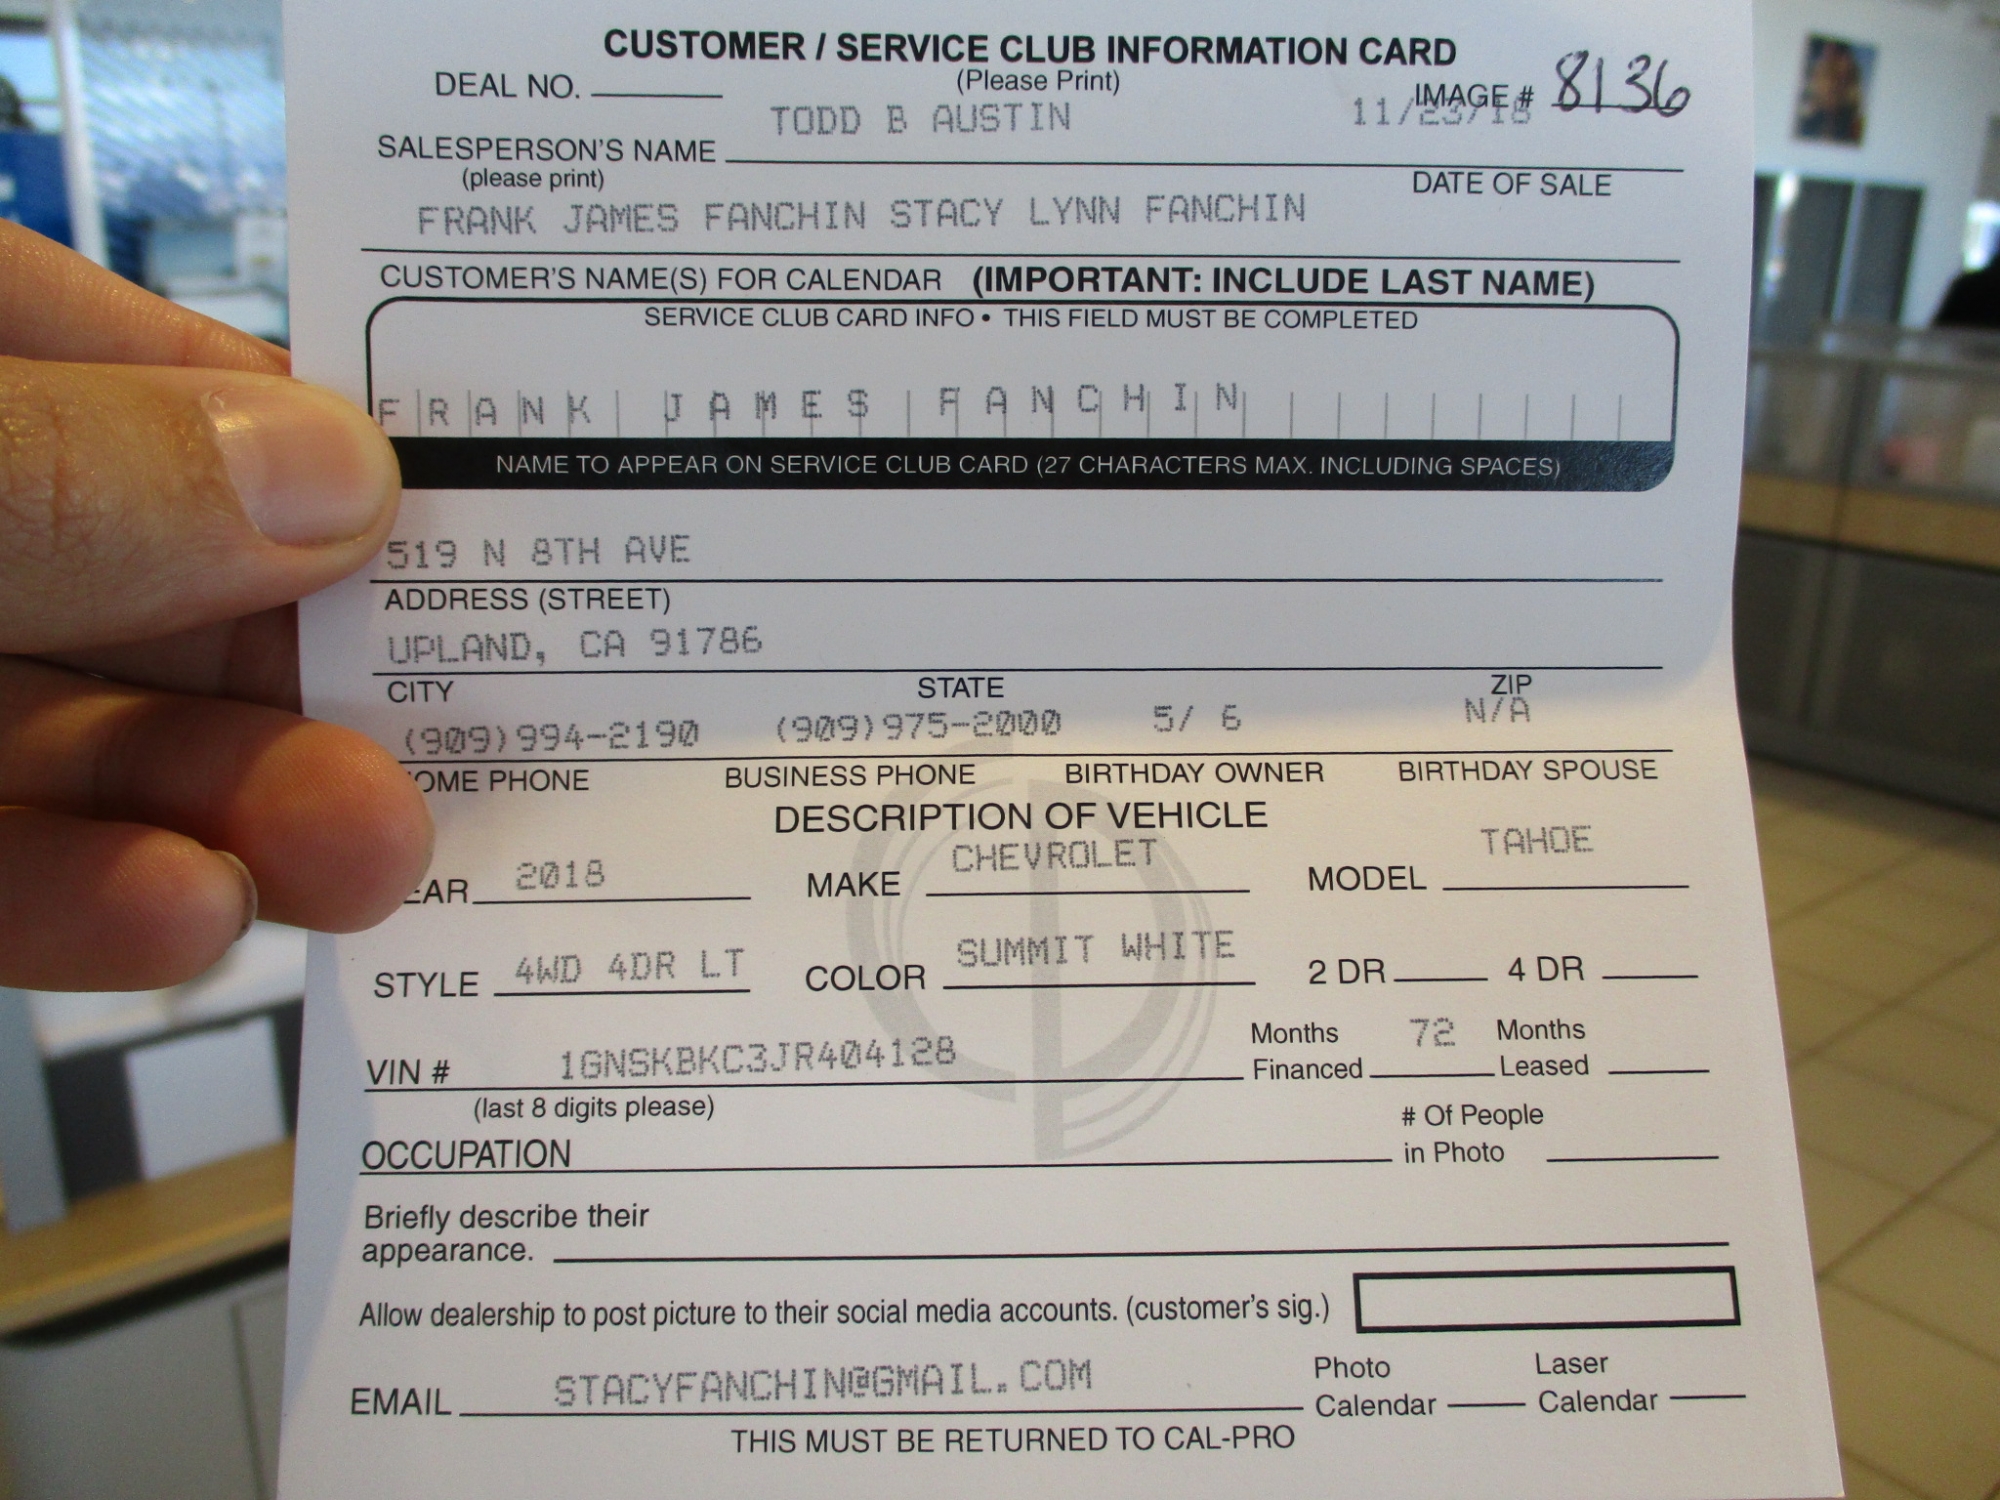 CUSTOMER / SERVICE CLUB INFORMATION CARD
DEAL NO. (Please Print) IMAGE # 8136
TODD B AUSTIN 11/23/18
SALESPERSON'S NAME
(please print) DATE OF SALE
FRANK JAMES FANCHIN STACY LYNN FANCHIN
CUSTOMER'S NAME(S) FOR CALENDAR (IMPORTANT: INCLUDE LAST NAME)
SERVICE CLUB CARD INFO • THIS FIELD MUST BE COMPLETED
FRANK JAMES FANCHIN
NAME TO APPEAR ON SERVICE CLUB CARD (27 CHARACTERS MAX. INCLUDING SPACES)
519 N 8TH AVE
ADDRESS (STREET)
UPLAND, CA 91786
CITY STATE ZIP
(909)994-2190 (909)975-2000 5/ 6 N/A
OME PHONE BUSINESS PHONE BIRTHDAY OWNER BIRTHDAY SPOUSE
DESCRIPTION OF VEHICLE
EAR 2018 MAKE CHEVROLET MODEL TAHOE
STYLE 4WD 4DR LT COLOR SUMMIT WHITE 2 DR 4 DR
VIN # 1GNSKBKC3JR404128 Months Financed 72 Months Leased
(last 8 digits please)
OCCUPATION # Of People in Photo
Briefly describe their
appearance.
Allow dealership to post picture to their social media accounts. (customer's sig.)
EMAIL STACYFANCHIN@GMAIL.COM Photo Calendar Laser Calendar
THIS MUST BE RETURNED TO CAL-PRO